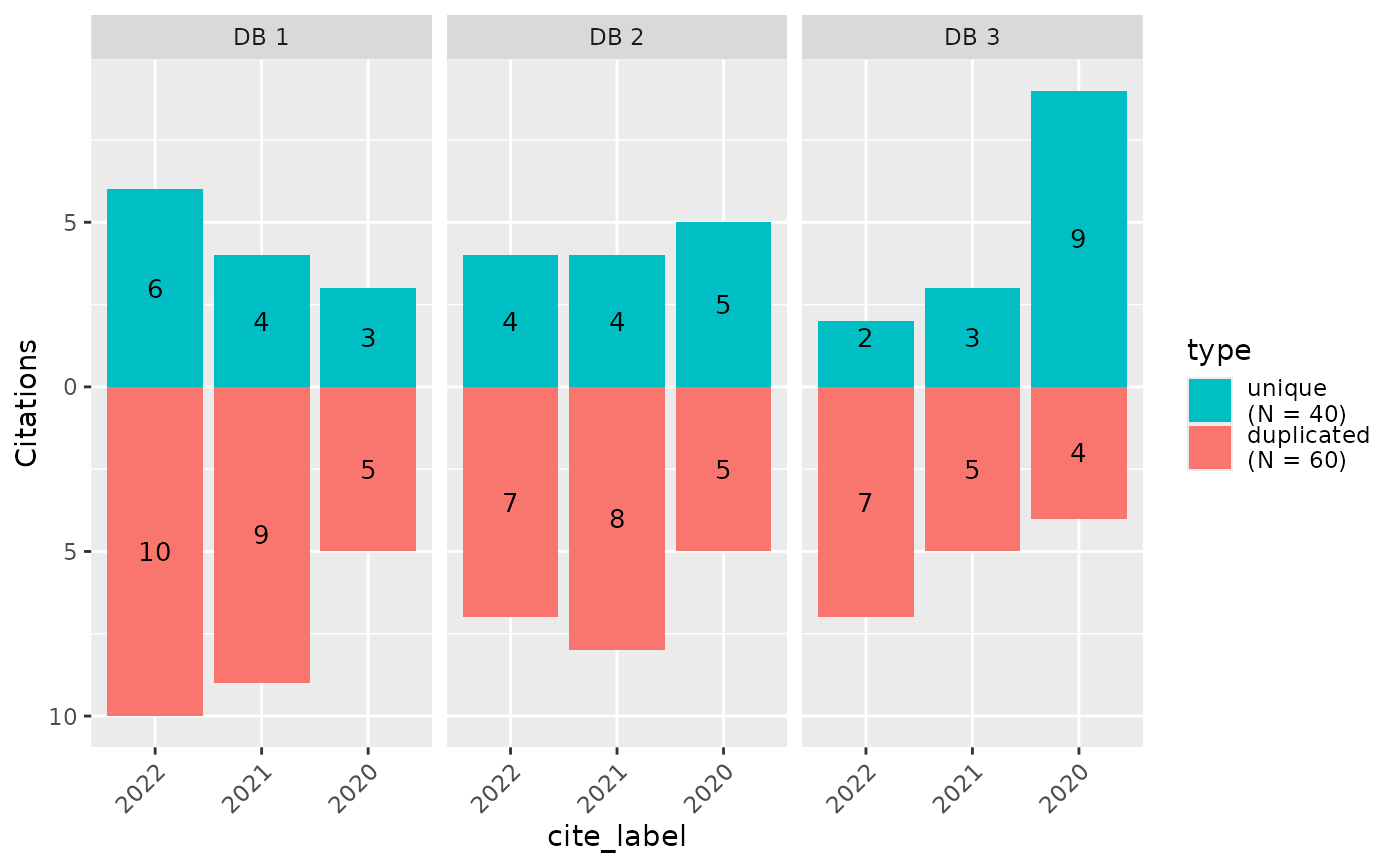 DB 1 DB 2 DB 3
Citations
5
0
5
10
6 4 3
10 9 5
4 4 5
7 8 5
2 3 9
7 5 4
2022 2021 2020 2022 2021 2020 2022 2021 2020
cite_label
type
unique
(N = 40)
duplicated
(N = 60)